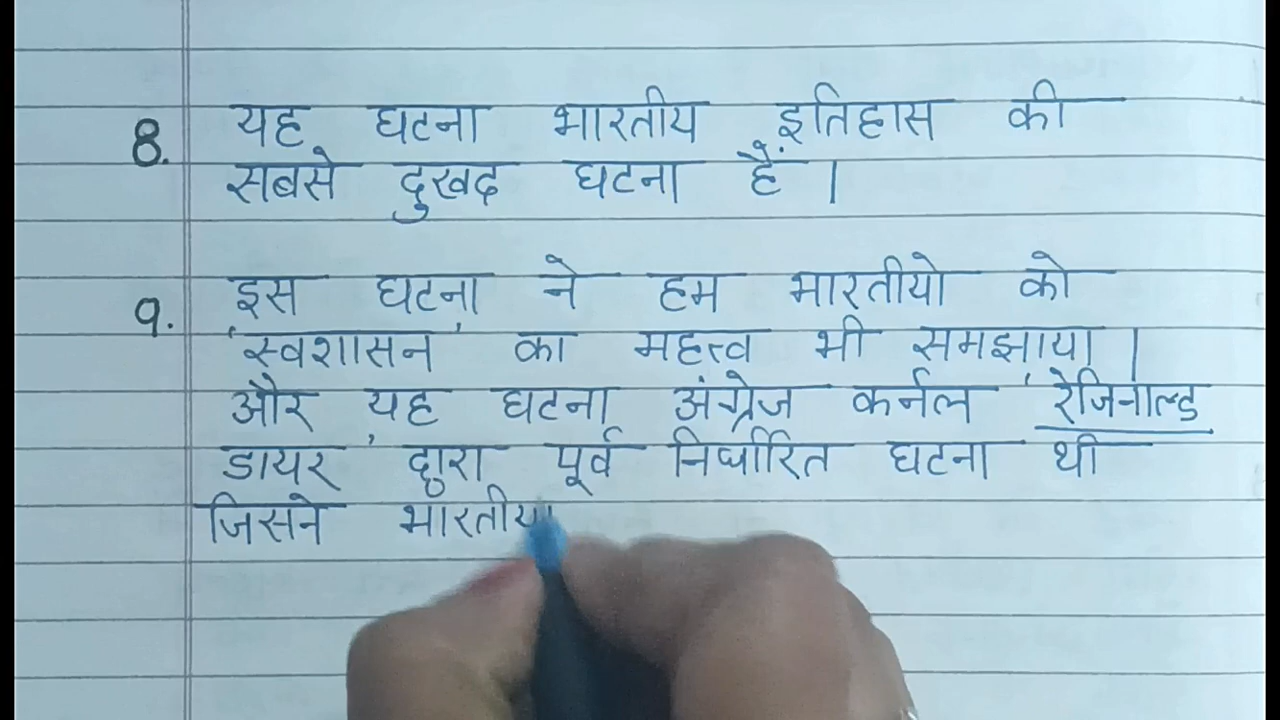 8. यह घटना भारतीय इतिहास की
सबसे दुखद घटना हैं ।
9. इस घटना ने हम भारतीयो को
'स्वशासन' का महत्त्व भी समझाया ।
और यह घटना अंग्रेज कर्नल 'रेजिनाल्ड
डायर' द्वारा पूर्व निर्धारित घटना थी
जिसने भारतीया